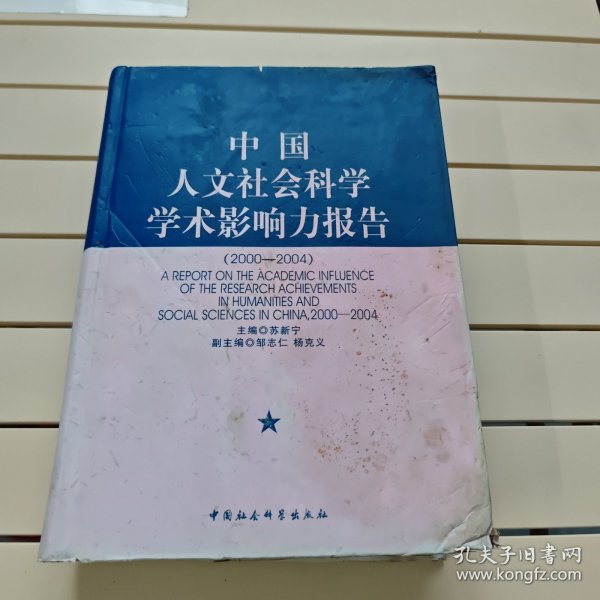 中国
人文社会科学
学术影响力报告
(2000—2004)
A REPORT ON THE ACADEMIC INFLUENCE
OF THE RESEARCH ACHIEVEMENTS
IN HUMANITIES AND
SOCIAL SCIENCES IN CHINA,2000—2004
主编◎苏新宁
副主编◎邹志仁 杨克义
中国社会科学出版社
孔夫子旧书网
www.kongfz.com